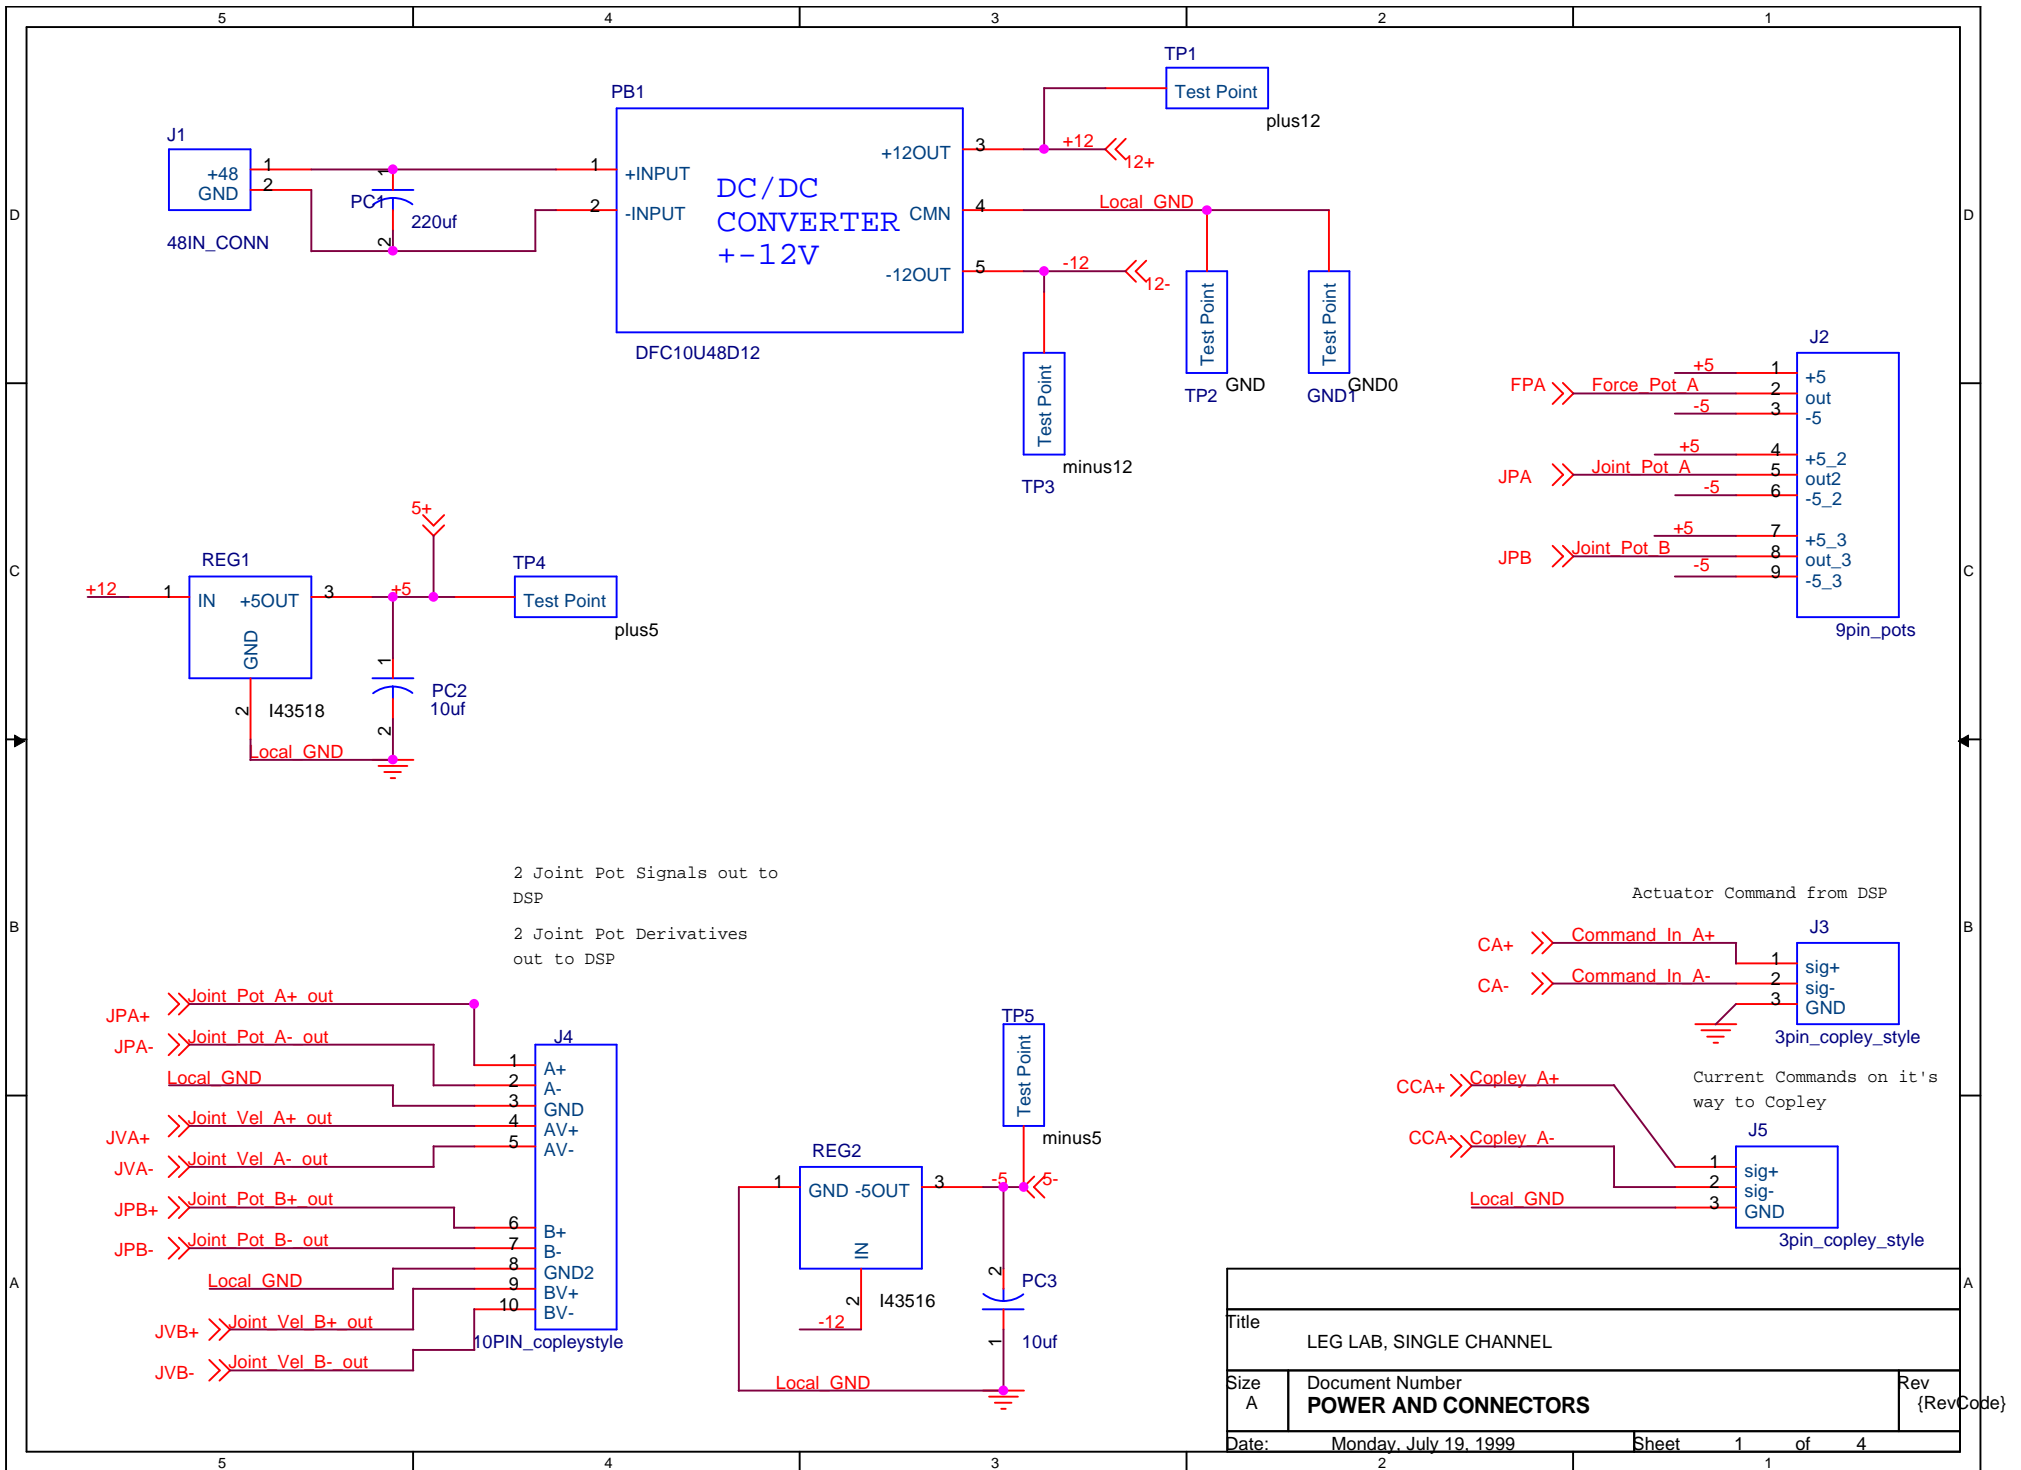 5
4
3
2
1
D
D
C
C
B
B
A
A
J1
+48
GND
1
2
48IN_CONN
PC1
1
2
220uf
PB1
1
2
+INPUT
-INPUT
DC/DC
CONVERTER
+-12V
+12OUT
CMN
-12OUT
3
4
5
DFC10U48D12
TP1
Test Point
plus12
+12
12+
Local_GND
-12
12-
Test Point
TP3
minus12
Test Point
TP2
GND
Test Point
GND1
GND0
J2
FPA
Force_Pot_A
+5
-5
1
2
3
+5
out
-5
JPA
Joint_Pot_A
+5
-5
4
5
6
+5_2
out2
-5_2
JPB
Joint_Pot_B
+5
-5
7
8
9
+5_3
out_3
-5_3
9pin_pots
REG1
+12
1
IN
+5OUT
GND
3
2
I43518
Local_GND
+5
5+
TP4
Test Point
plus5
1
2
PC2
10uf
2 Joint Pot Signals out to
DSP
2 Joint Pot Derivatives
out to DSP
JPA+
Joint_Pot_A+_out
JPA-
Joint_Pot_A-_out
Local_GND
JVA+
Joint_Vel_A+_out
JVA-
Joint_Vel_A-_out
JPB+
Joint_Pot_B+_out
JPB-
Joint_Pot_B-_out
Local_GND
JVB+
Joint_Vel_B+_out
JVB-
Joint_Vel_B-_out
J4
1
2
3
4
5
6
7
8
9
10
A+
A-
GND
AV+
AV-
B+
B-
GND2
BV+
BV-
10PIN_copleystyle
TP5
Test Point
minus5
REG2
1
GND
-5OUT
IN
3
2
I43516
-12
-5
5-
2
1
PC3
10uf
Local_GND
Actuator Command from DSP
J3
CA+
Command_In_A+
CA-
Command_In_A-
1
2
3
sig+
sig-
GND
3pin_copley_style
Current Commands on it's
way to Copley
J5
CCA+
Copley_A+
CCA-
Copley_A-
Local_GND
1
2
3
sig+
sig-
GND
3pin_copley_style
Title
LEG LAB, SINGLE CHANNEL
Size
A
Document Number
POWER AND CONNECTORS
Rev
{RevCode}
Date:
Monday, July 19, 1999
Sheet
1
of
4
5
4
3
2
1